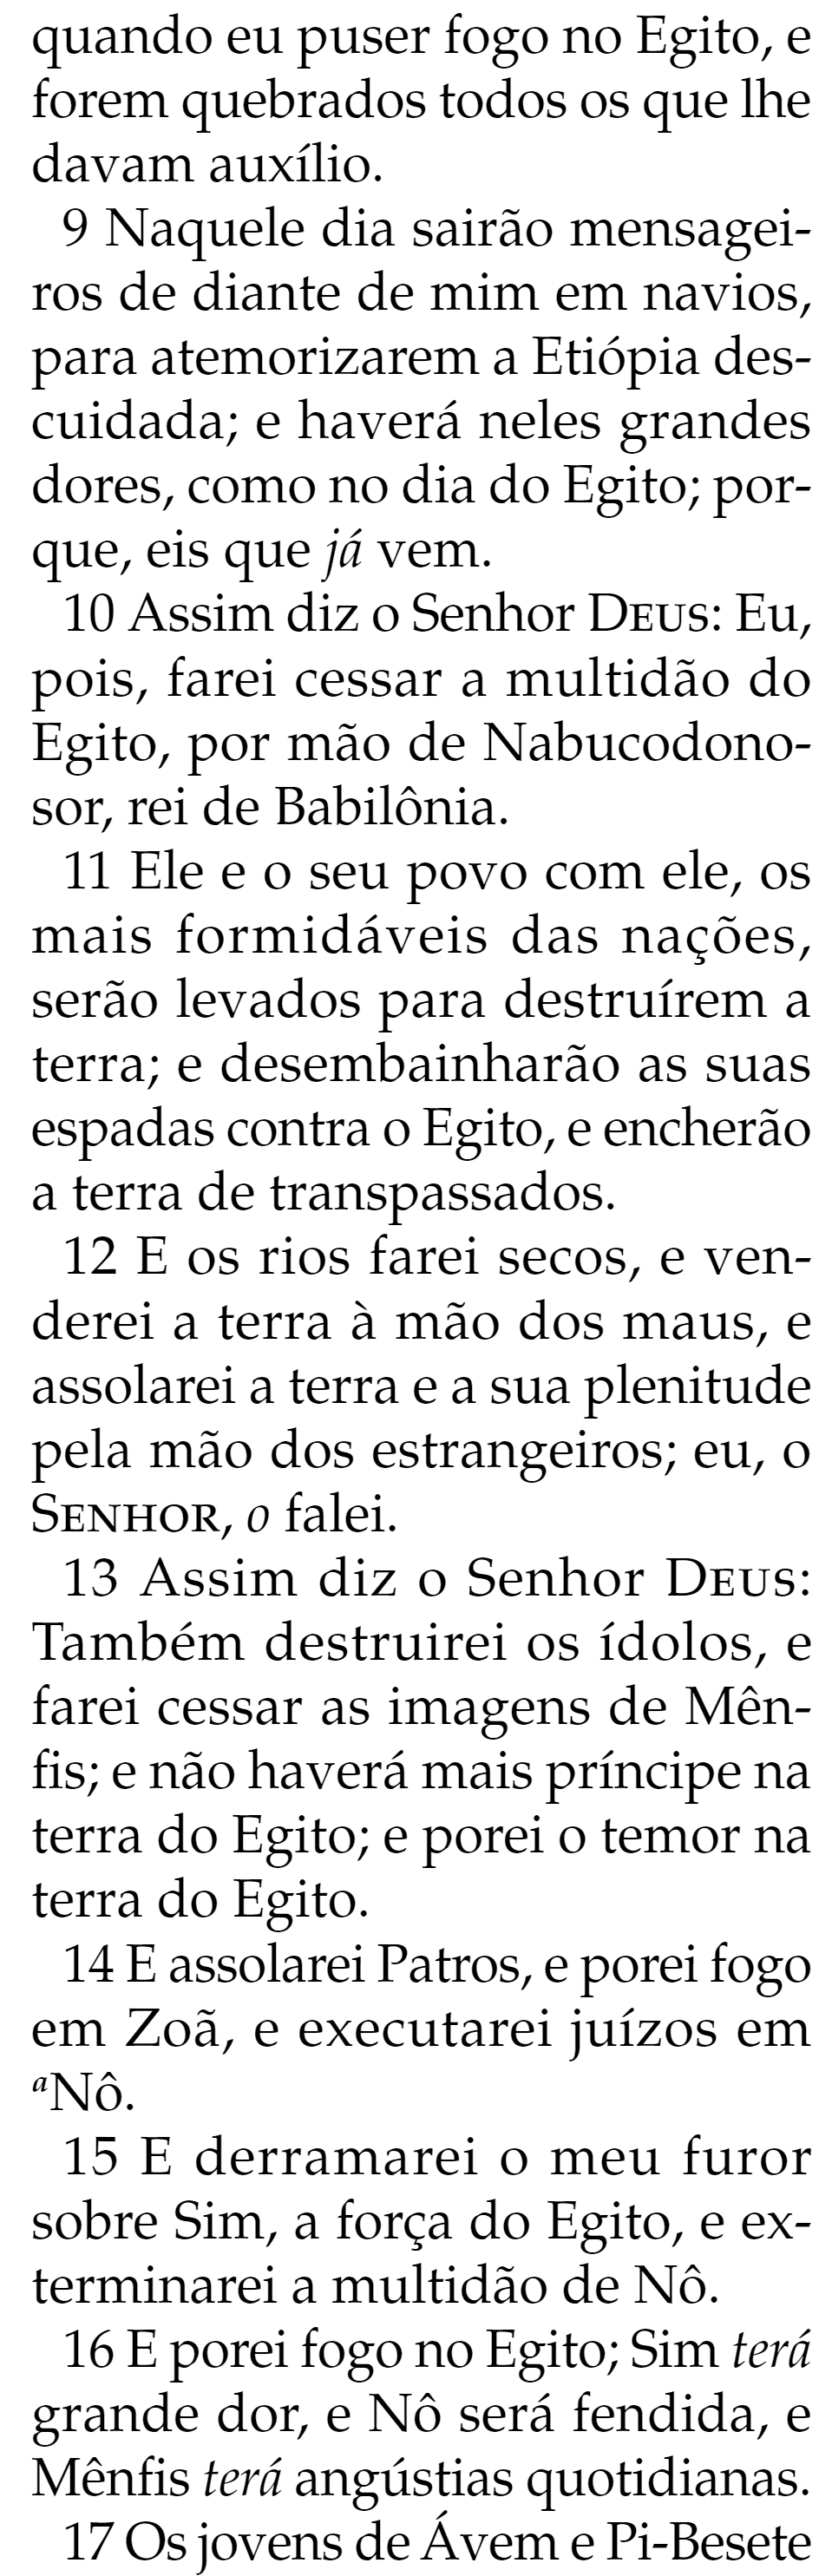 quando eu puser fogo no Egito, e
forem quebrados todos os que lhe
davam auxílio.
9 Naquele dia sairão mensagei-
ros de diante de mim em navios,
para atemorizarem a Etiópia des-
cuidada; e haverá neles grandes
dores, como no dia do Egito; por-
que, eis que já vem.
10 Assim diz o Senhor DEUS: Eu,
pois, farei cessar a multidão do
Egito, por mão de Nabucodono-
sor, rei de Babilônia.
11 Ele e o seu povo com ele, os
mais formidáveis das nações,
serão levados para destruírem a
terra; e desembainharão as suas
espadas contra o Egito, e encherão
a terra de transpassados.
12 E os rios farei secos, e ven-
derei a terra à mão dos maus, e
assolarei a terra e a sua plenitude
pela mão dos estrangeiros; eu, o
SENHOR, o falei.
13 Assim diz o Senhor DEUS:
Também destruirei os ídolos, e
farei cessar as imagens de Mên-
fis; e não haverá mais príncipe na
terra do Egito; e porei o temor na
terra do Egito.
14 E assolarei Patros, e porei fogo
em Zoã, e executarei juízos em
ᵃNô.
15 E derramarei o meu furor
sobre Sim, a força do Egito, e ex-
terminarei a multidão de Nô.
16 E porei fogo no Egito; Sim terá
grande dor, e Nô será fendida, e
Mênfis terá angústias quotidianas.
17 Os jovens de Ávem e Pi-Besete